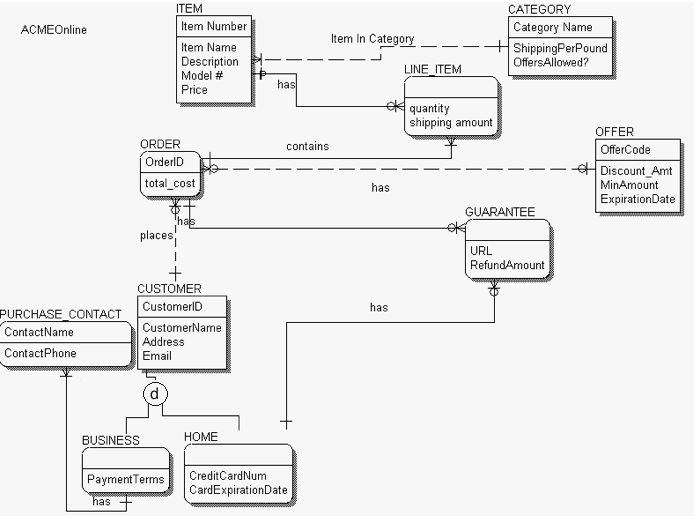 ITEM
CATEGORY
ACMEOnline
Item Number
Category Name
Item In Category
Item Name
Description
Model #
Price
ShippingPerPound
OffersAllowed?
LINE_ITEM
has
quantity
shipping amount
OFFER
ORDER
contains
OfferCode
OrderID
Discount_Amt
MinAmount
ExpirationDate
total_cost
has
GUARANTEE
has
places
URL
RefundAmount
CUSTOMER
CustomerID
PURCHASE_CONTACT
has
ContactName
CustomerName
Address
Email
ContactPhone
d
BUSINESS
HOME
PaymentTerms
CreditCardNum
CardExpirationDate
has